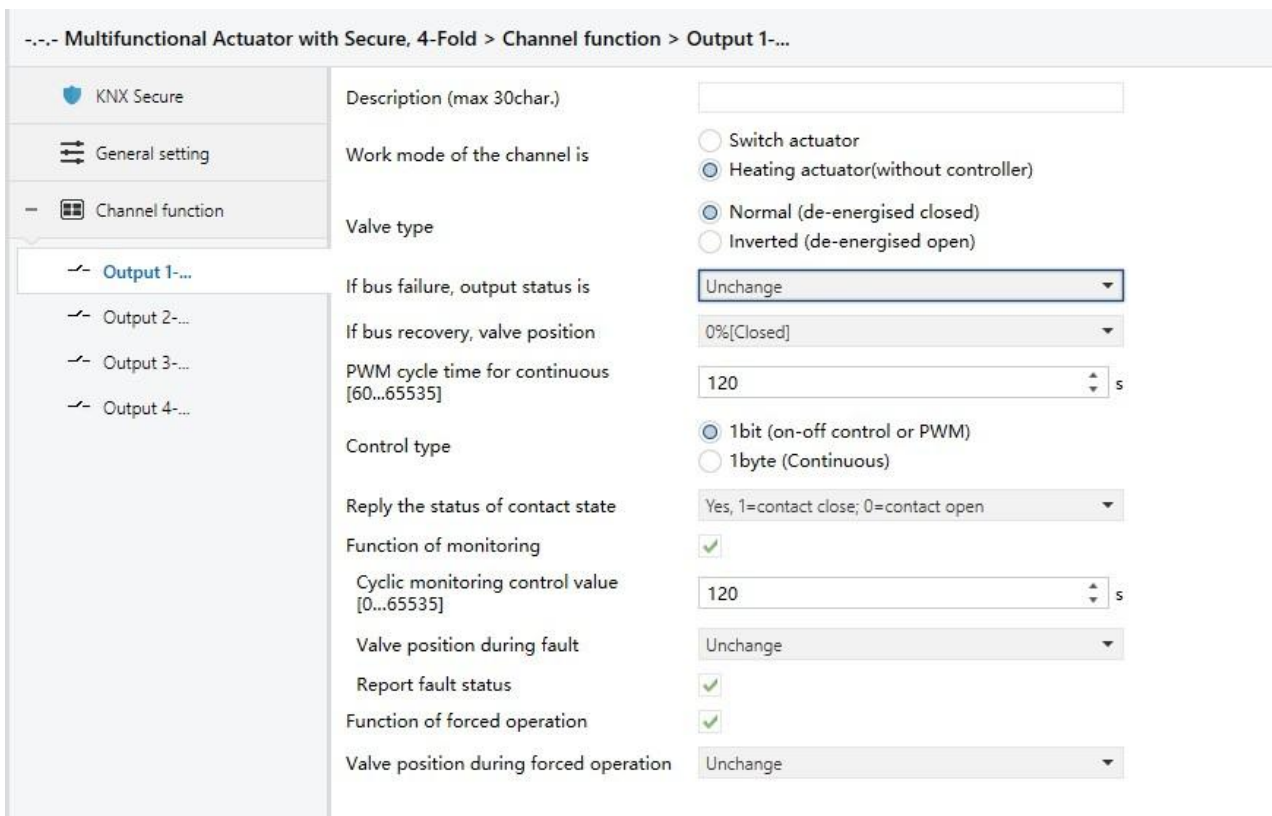 -.-.- Multifunctional Actuator with Secure, 4-Fold > Channel function > Output 1-...
KNX Secure
General setting
Channel function
Output 1-...
Output 2-...
Output 3-...
Output 4-...
Description (max 30char.)
Work mode of the channel is
Switch actuator
Heating actuator(without controller)
Valve type
Normal (de-energised closed)
Inverted (de-energised open)
If bus failure, output status is
Unchange
If bus recovery, valve position
0%[Closed]
PWM cycle time for continuous
[60...65535]
120
s
Control type
1bit (on-off control or PWM)
1byte (Continuous)
Reply the status of contact state
Yes, 1=contact close; 0=contact open
Function of monitoring
Cyclic monitoring control value
[0...65535]
120
s
Valve position during fault
Unchange
Report fault status
Function of forced operation
Valve position during forced operation
Unchange